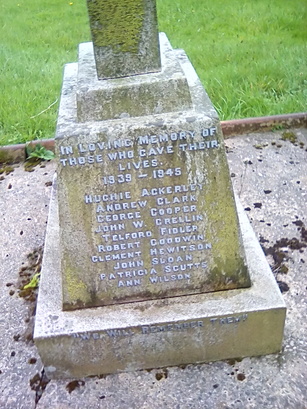 IN LOVING MEMORY OF
THOSE WHO GAVE THEIR
LIVES.
1939 – 1945
HUGHIE ACKERLEY
ANDREW CLARK
GEORGE COOPER
JOHN W. CRELLIN
TELFORD FIDLER
ROBERT GOODWIN
CLEMENT HEWITSON
JOHN SLOAN
PATRICIA SCUTTS
ANN WILSON
"WE WILL REMEMBER THEM"